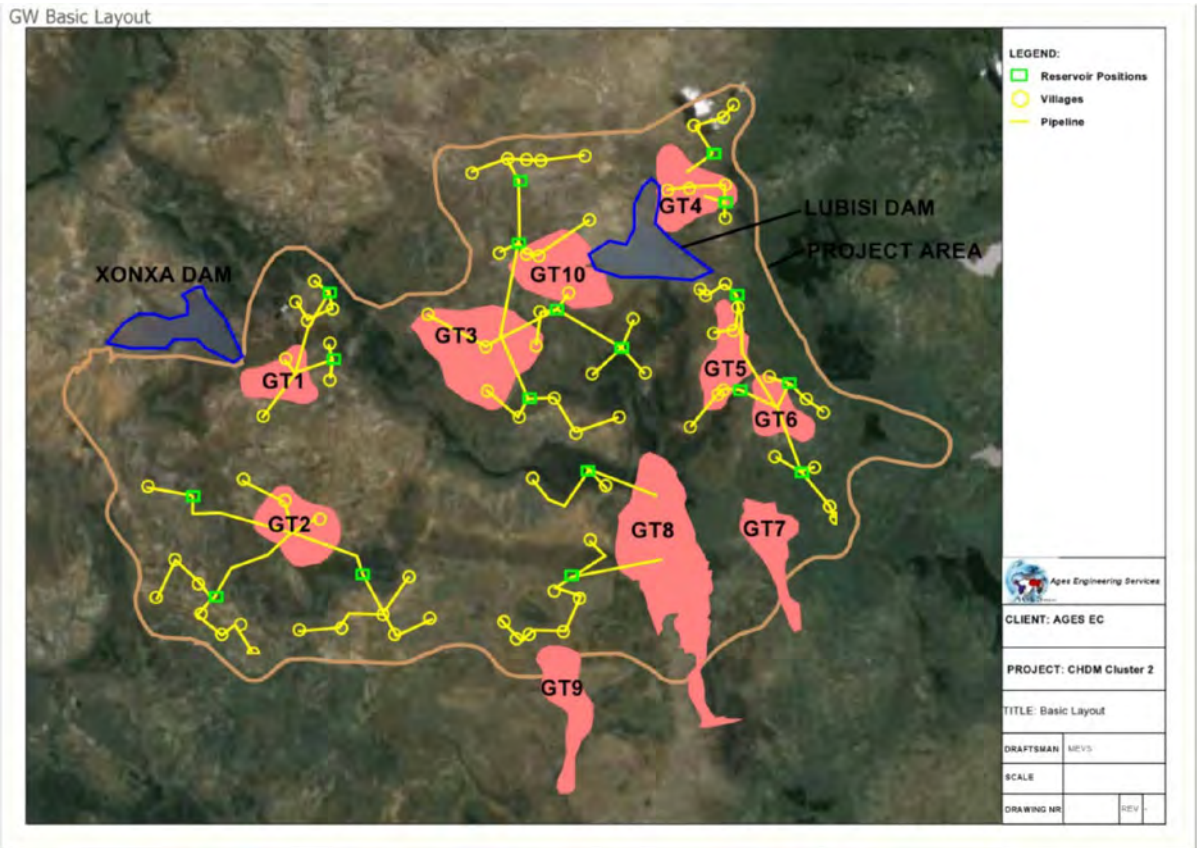 GW Basic Layout
LEGEND:
Reservoir Positions
Villages
Pipeline
GT4
LUBISI DAM
PROJECT AREA
XONXA DAM
GT10
GT3
GT1
GT5
GT6
GT2
GT8
GT7
GT9
Apes Engineering Services
CLIENT: AGES EC
PROJECT: CHDM Cluster 2
TITLE: Basic Layout
DRAFTSMAN MEVS
SCALE
DRAWING NR REV -